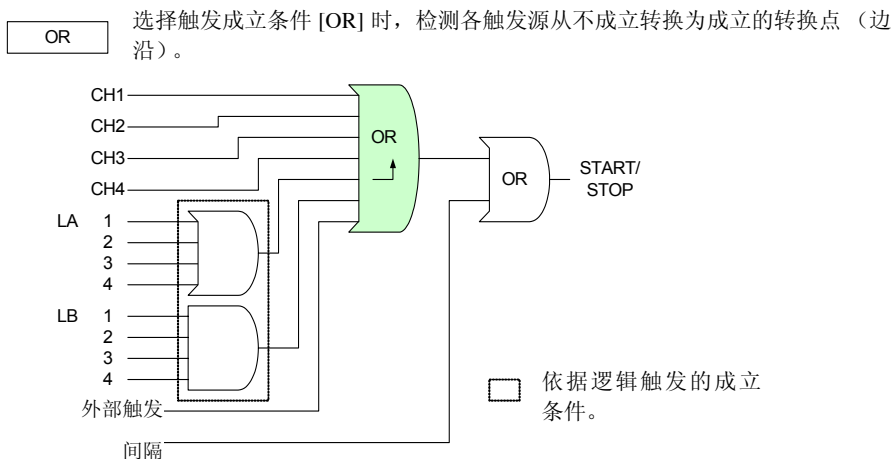 OR
选择触发成立条件 [OR] 时，检测各触发源从不成立转换为成立的转换点 （边
沿）。
CH1
CH2
CH3
CH4
OR
OR
START/
STOP
LA 1
2
3
4
LB 1
2
3
4
外部触发
间隔
依据逻辑触发的成立
条件。